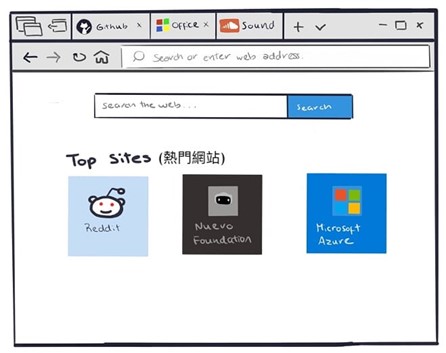 Github x
Office x
Sound
Search or enter web address
search the web...
Search
Top Sites (熱門網站)
Reddit
Nuevo
Foundation
Microsoft
Azure